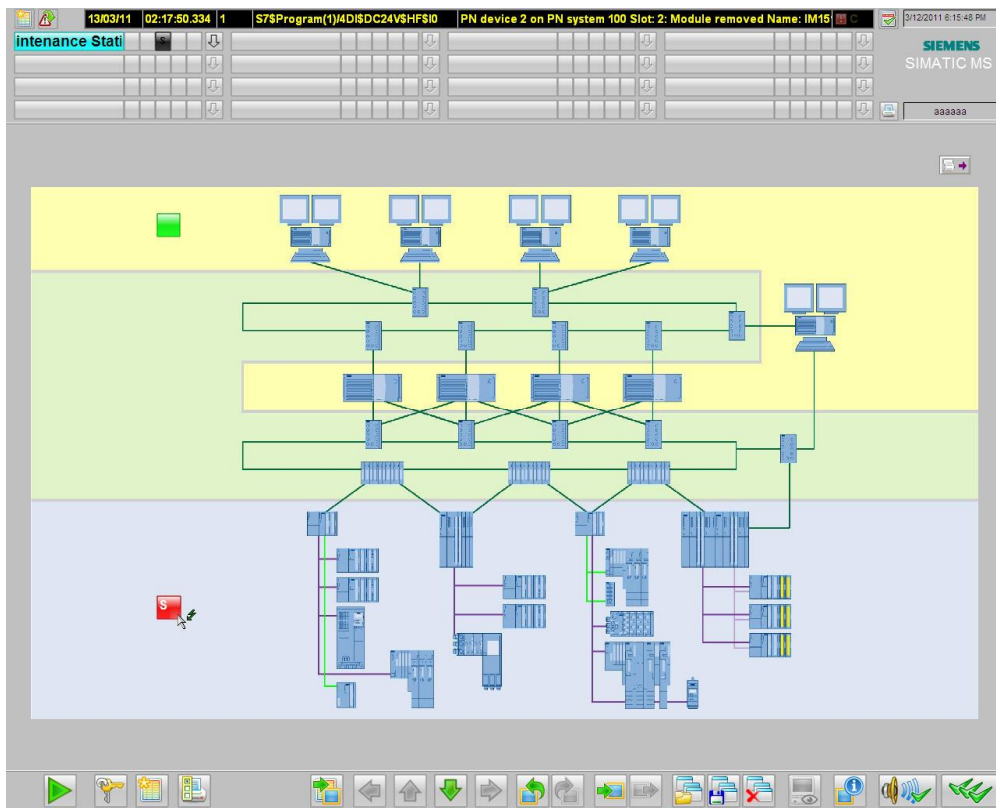 13/03/11 02:17:50.334 1 S7$Program(1)/4DI$DC24V$HFSI0 PN device 2 on PN system 100 Slot: 2: Module removed Name: IM15 C
3/12/2011 6:15:48 PM
intenance Stati S
SIEMENS
SIMATIC MS
aaaaaa
S